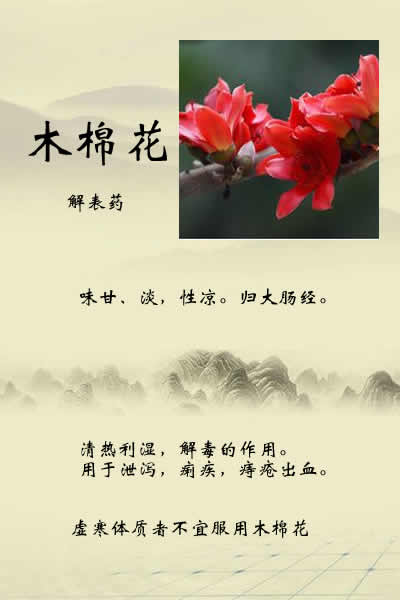 木棉花
解表药
味甘、淡，性凉。归大肠经。
清热利湿，解毒的作用。
用于泄泻，痢疾，痔疮出血。
虚寒体质者不宜服用木棉花